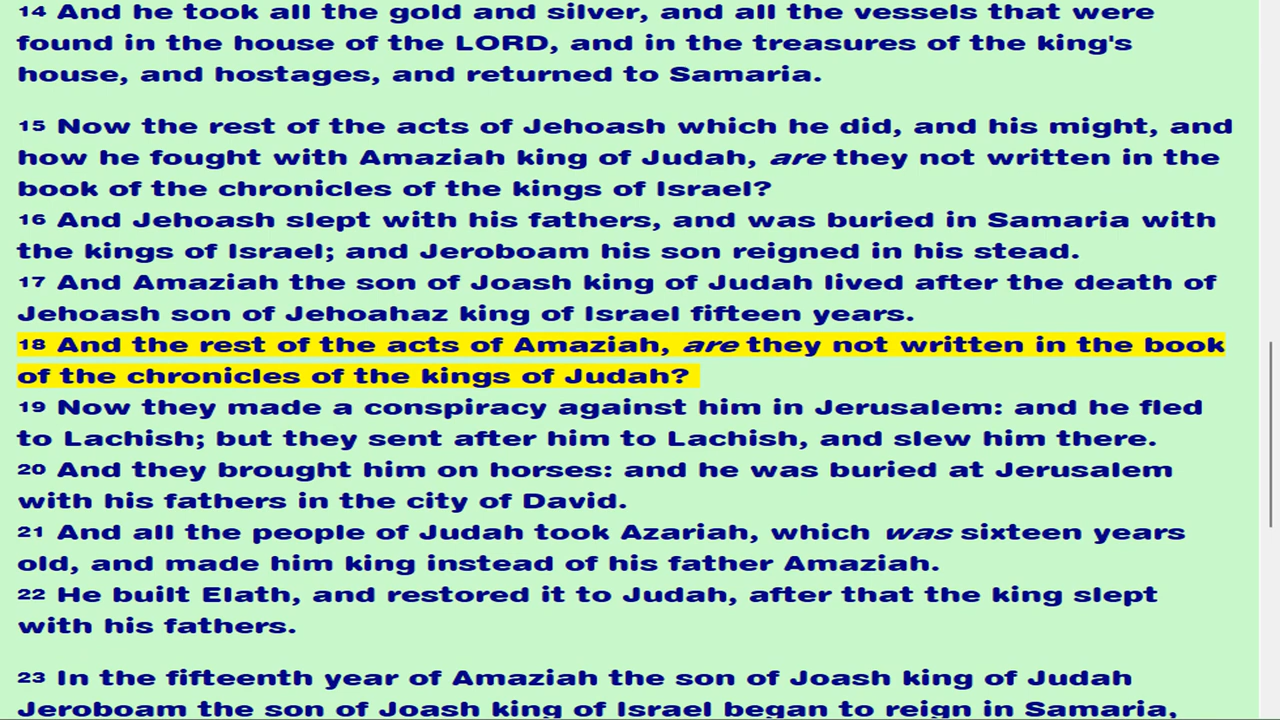 14 And he took all the gold and silver, and all the vessels that were
found in the house of the LORD, and in the treasures of the king's
house, and hostages, and returned to Samaria.
15 Now the rest of the acts of Jehoash which he did, and his might, and
how he fought with Amaziah king of Judah, are they not written in the
book of the chronicles of the kings of Israel?
16 And Jehoash slept with his fathers, and was buried in Samaria with
the kings of Israel; and Jeroboam his son reigned in his stead.
17 And Amaziah the son of Joash king of Judah lived after the death of
Jehoash son of Jehoahaz king of Israel fifteen years.
18 And the rest of the acts of Amaziah, are they not written in the book
of the chronicles of the kings of Judah?
19 Now they made a conspiracy against him in Jerusalem: and he fled
to Lachish; but they sent after him to Lachish, and slew him there.
20 And they brought him on horses: and he was buried at Jerusalem
with his fathers in the city of David.
21 And all the people of Judah took Azariah, which was sixteen years
old, and made him king instead of his father Amaziah.
22 He built Elath, and restored it to Judah, after that the king slept
with his fathers.
23 In the fifteenth year of Amaziah the son of Joash king of Judah
Jeroboam the son of Joash king of Israel began to reign in Samaria,